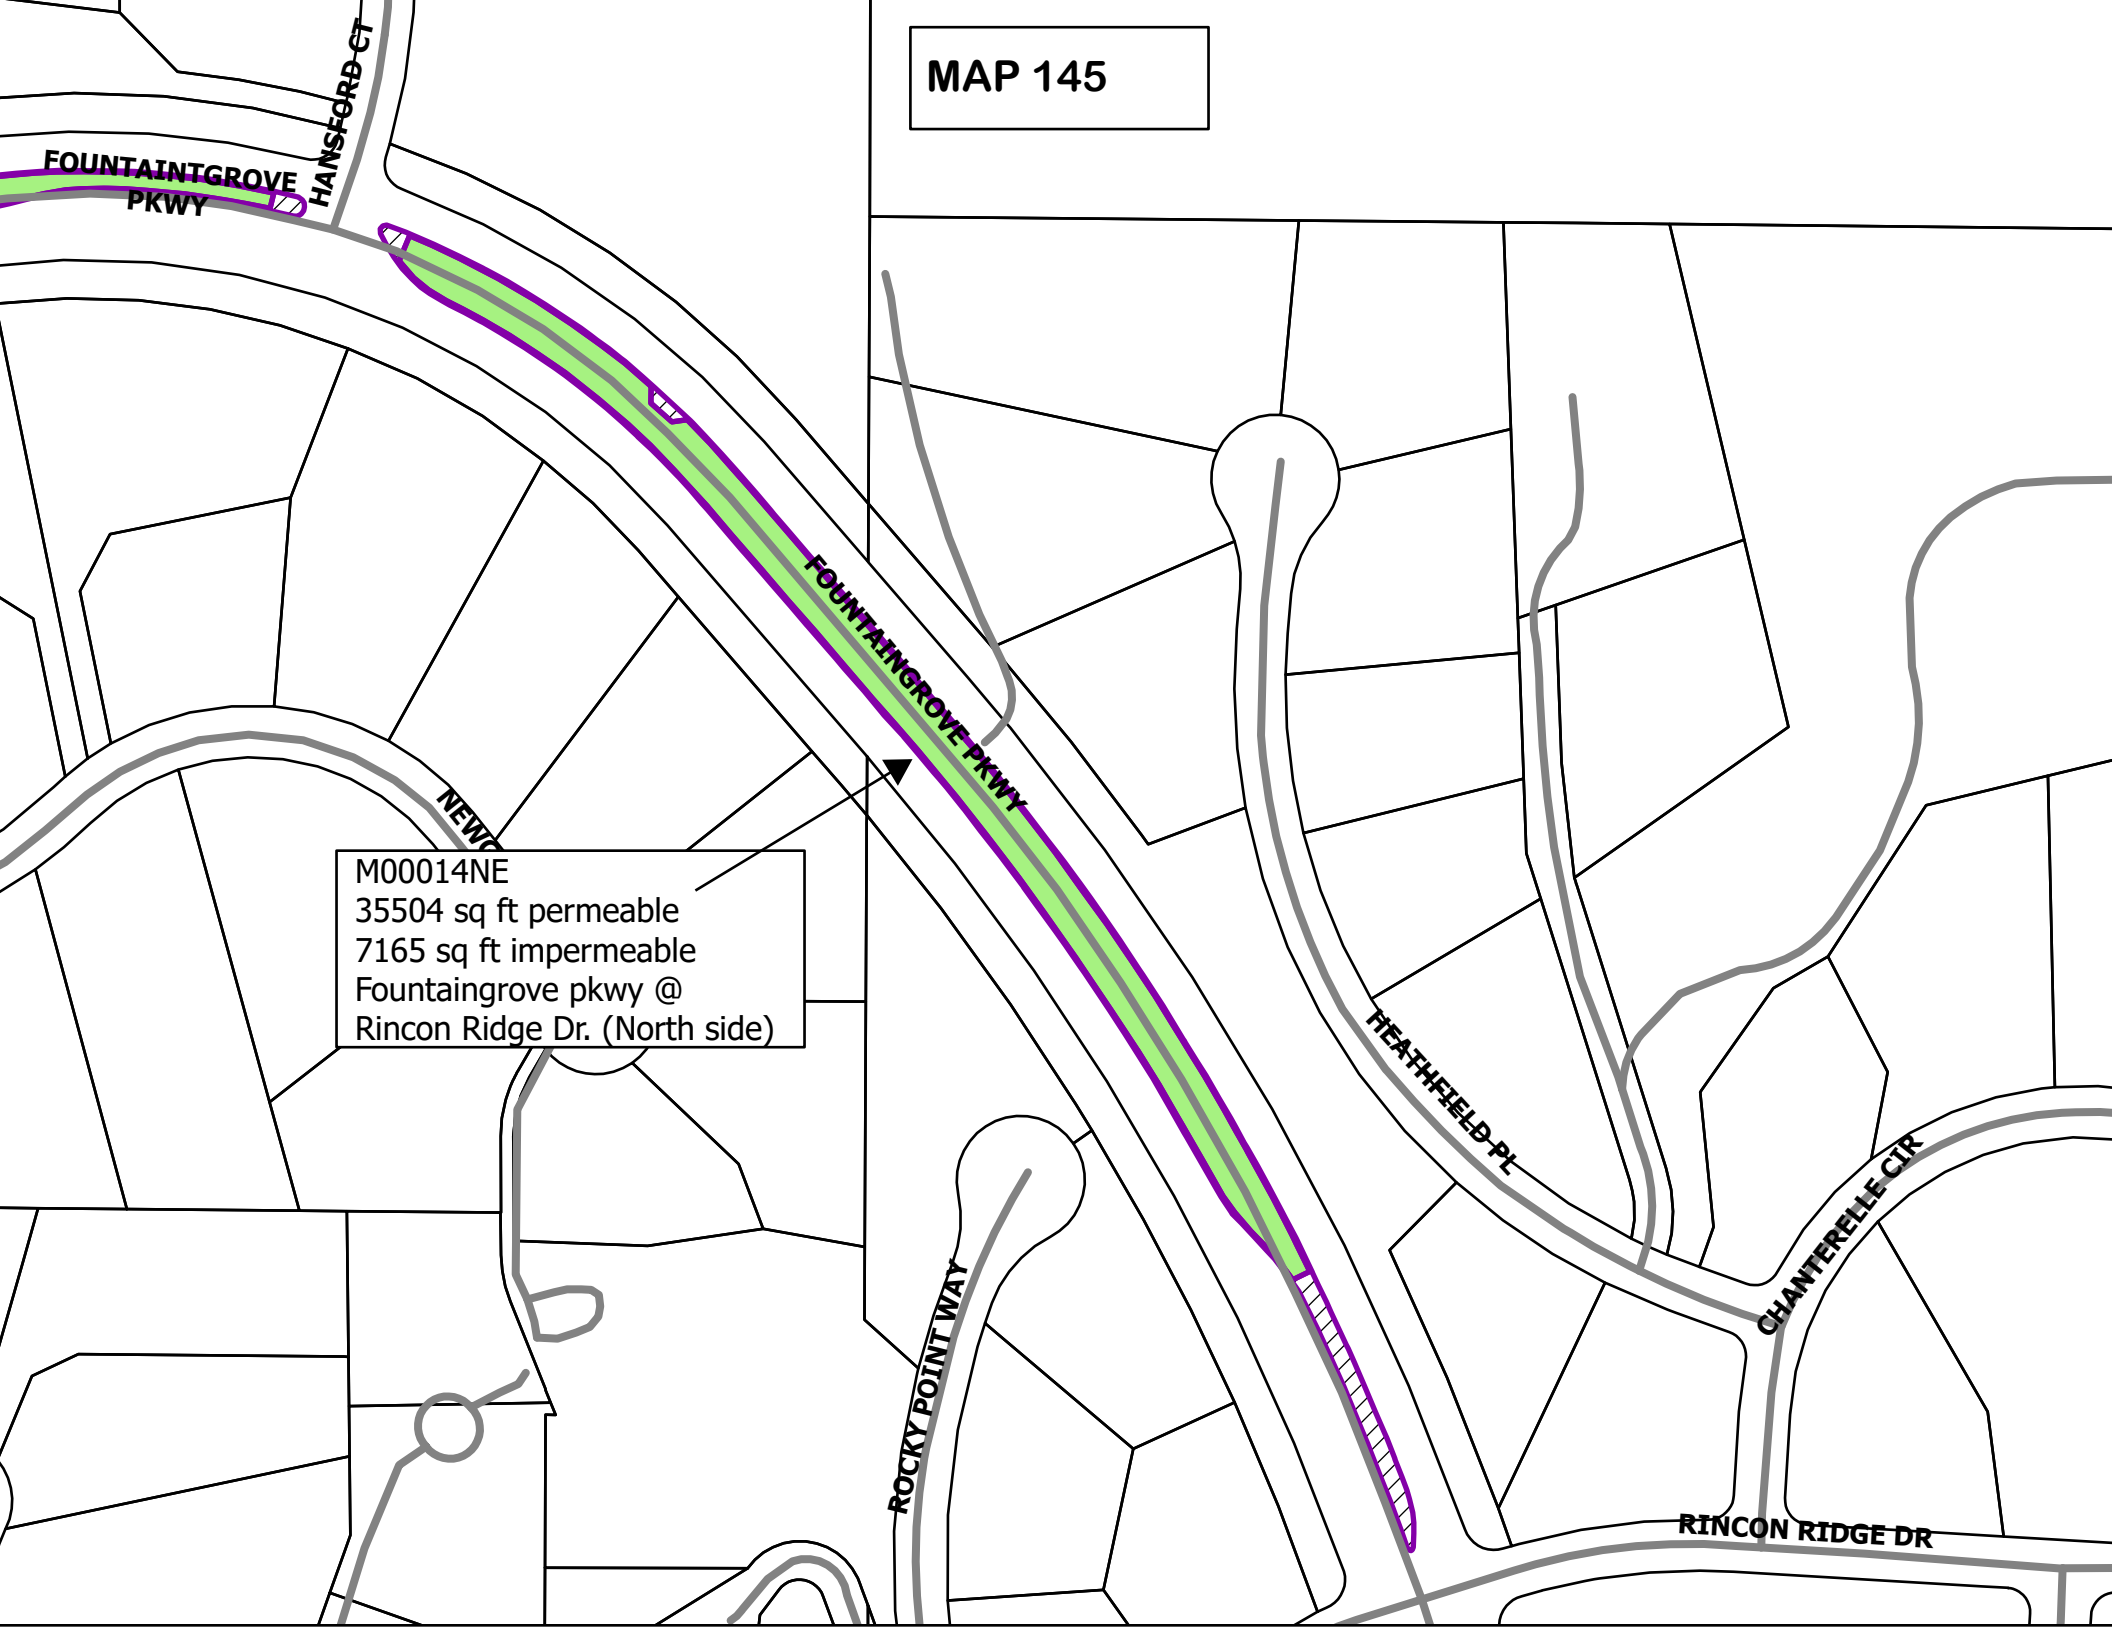 MAP 145
HANSFORD CT
FOUNTAINTGROVE
PKWY
FOUNTAINGROVE PKWY
NEWC
M00014NE
35504 sq ft permeable
7165 sq ft impermeable
Fountaingrove pkwy @
Rincon Ridge Dr. (North side)
HEATHFIELD PL
CHANTERELLE CIR
ROCKY POINT WAY
RINCON RIDGE DR